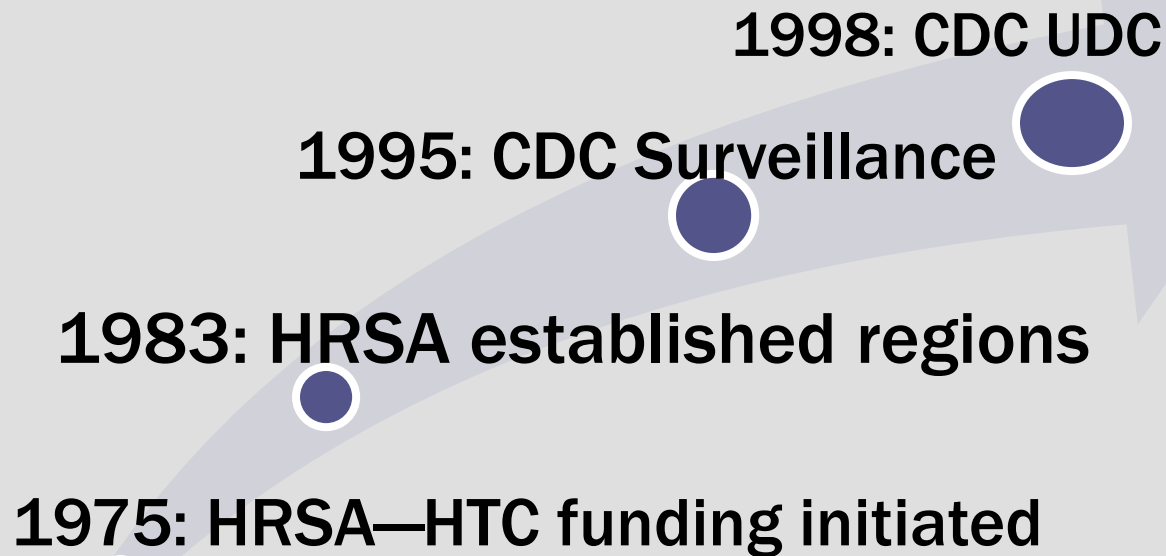 1998: CDC UDC
1995: CDC Surveillance
1983: HRSA established regions
1975: HRSA—HTC funding initiated